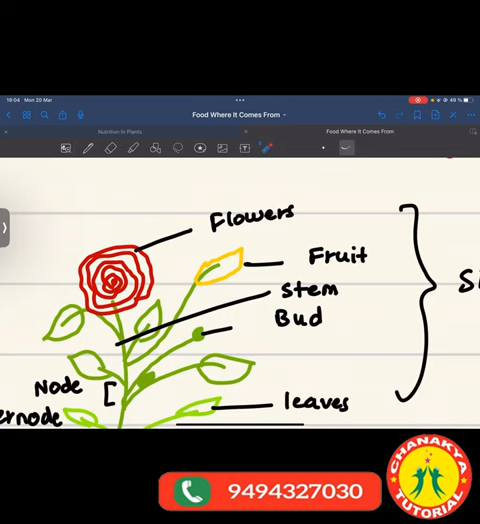 19:04 Mon 20 Mar
49 %
Food Where It Comes From
Nutrition In Plants
Food Where It Comes From
Flowers
Fruit
Stem
Bud
Node
ernode
leaves
CHANAKYA
TUTORIAL
9494327030